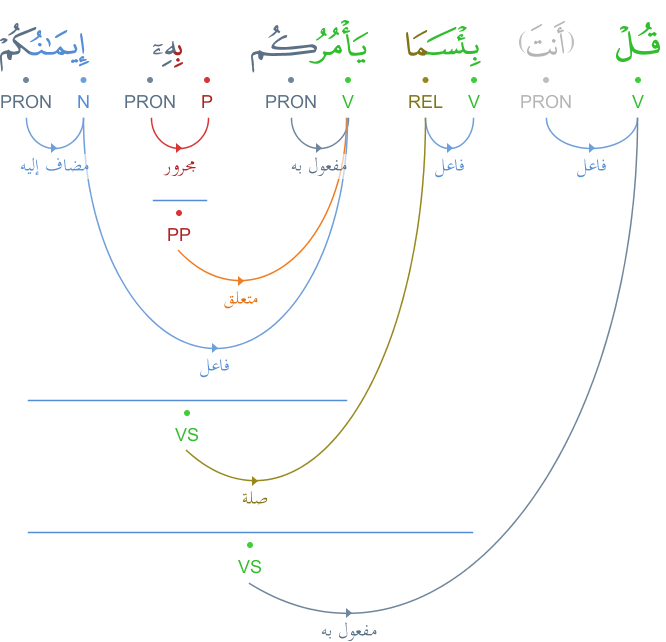 قُلْ (أَنتَ) بِئْسَمَا يَأْمُرُكُم بِهِۦٓ إِيمَـٰنُكُمْ
V PRON V REL V PRON P PRON N PRON
فاعل فاعل مفعول به مجرور مضاف إليه
PP
متعلق
فاعل
VS
صلة
VS
مفعول به